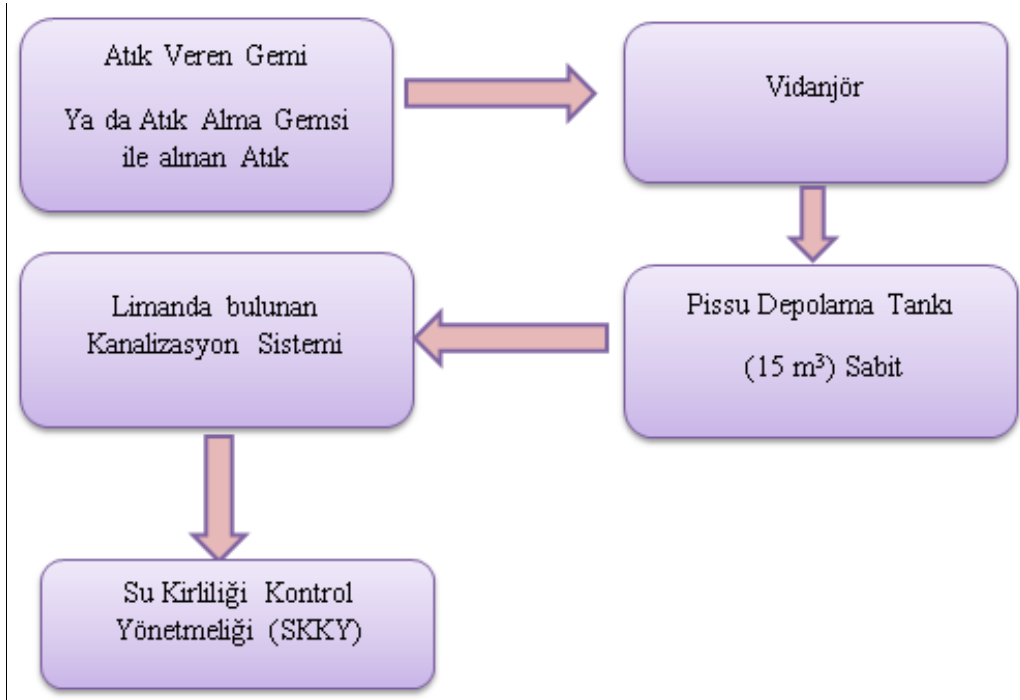 Atık Veren Gemi
Ya da Atık Alma Gemsi
ile alınan Atık
Vidanjör
Pissu Depolama Tankı
(15 m³) Sabit
Limanda bulunan
Kanalizasyon Sistemi
Su Kirliliği Kontrol
Yönetmeliği (SKKY)